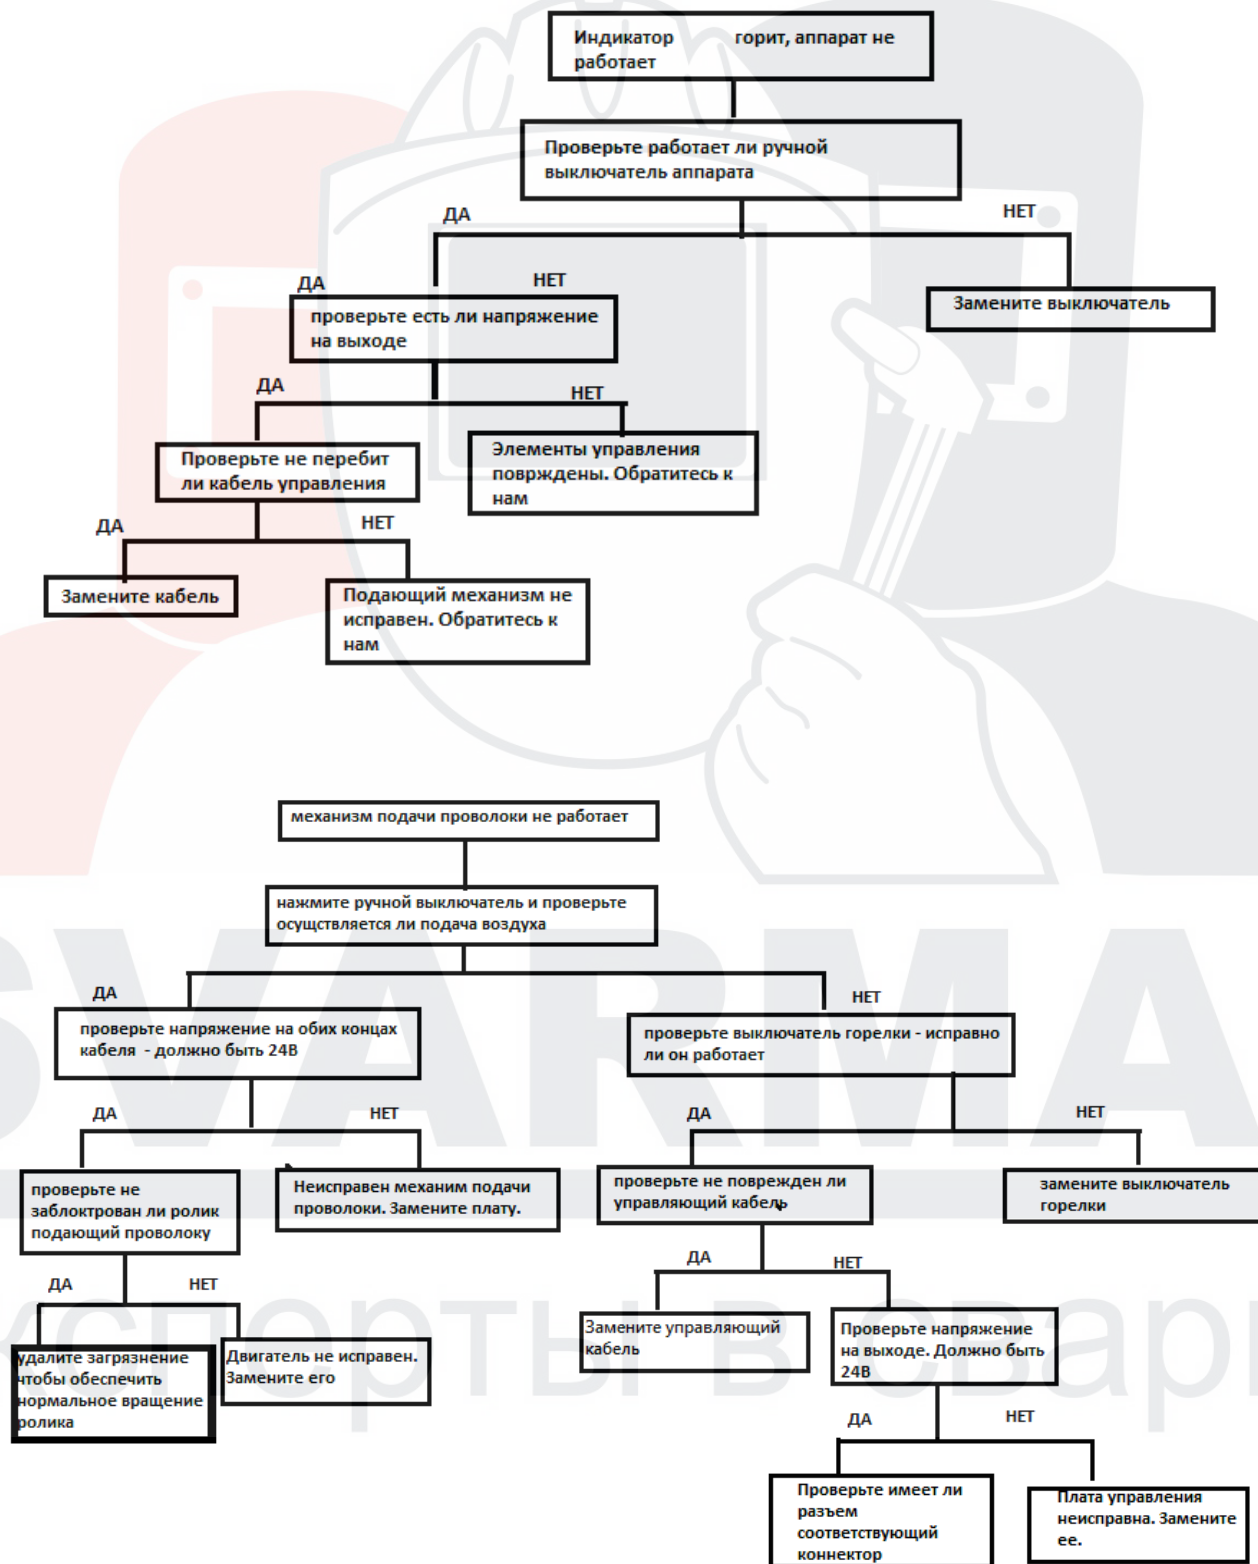 Индикатор горит, аппарат не
работает
Проверьте работает ли ручной
выключатель аппарата
ДА
НЕТ
ДА
НЕТ
проверьте есть ли напряжение
на выходе
Замените выключатель
ДА
НЕТ
Проверьте не перебит
ли кабель управления
Элементы управления
поврждены. Обратитесь к
нам
ДА
НЕТ
Замените кабель
Подающий механизм не
исправен. Обратитесь к
нам
механизм подачи проволоки не работает
нажмите ручной выключатель и проверьте
осущствляется ли подача воздуха
ДА
НЕТ
проверьте напряжение на обих концах
кабеля - должно быть 24В
проверьте выключатель горелки - исправно
ли он работает
ДА
НЕТ
ДА
НЕТ
проверьте не
заблоктрован ли ролик
подающий проволоку
Неисправен механим подачи
проволоки. Замените плату.
проверьте не поврежден ли
управляющий кабель
замените выключатель
горелки
ДА
НЕТ
ДА
НЕТ
удалите загрязнение
чтобы обеспечить
нормальное вращение
ролика
Двигатель не исправен.
Замените его
Замените управляющий
кабель
Проверьте напряжение
на выходе. Должно быть
24В
ДА
НЕТ
Проверьте имеет ли
разъем
соответствующий
коннектор
Плата управления
неисправна. Замените
ее.
SVARMA
ксперты в свар